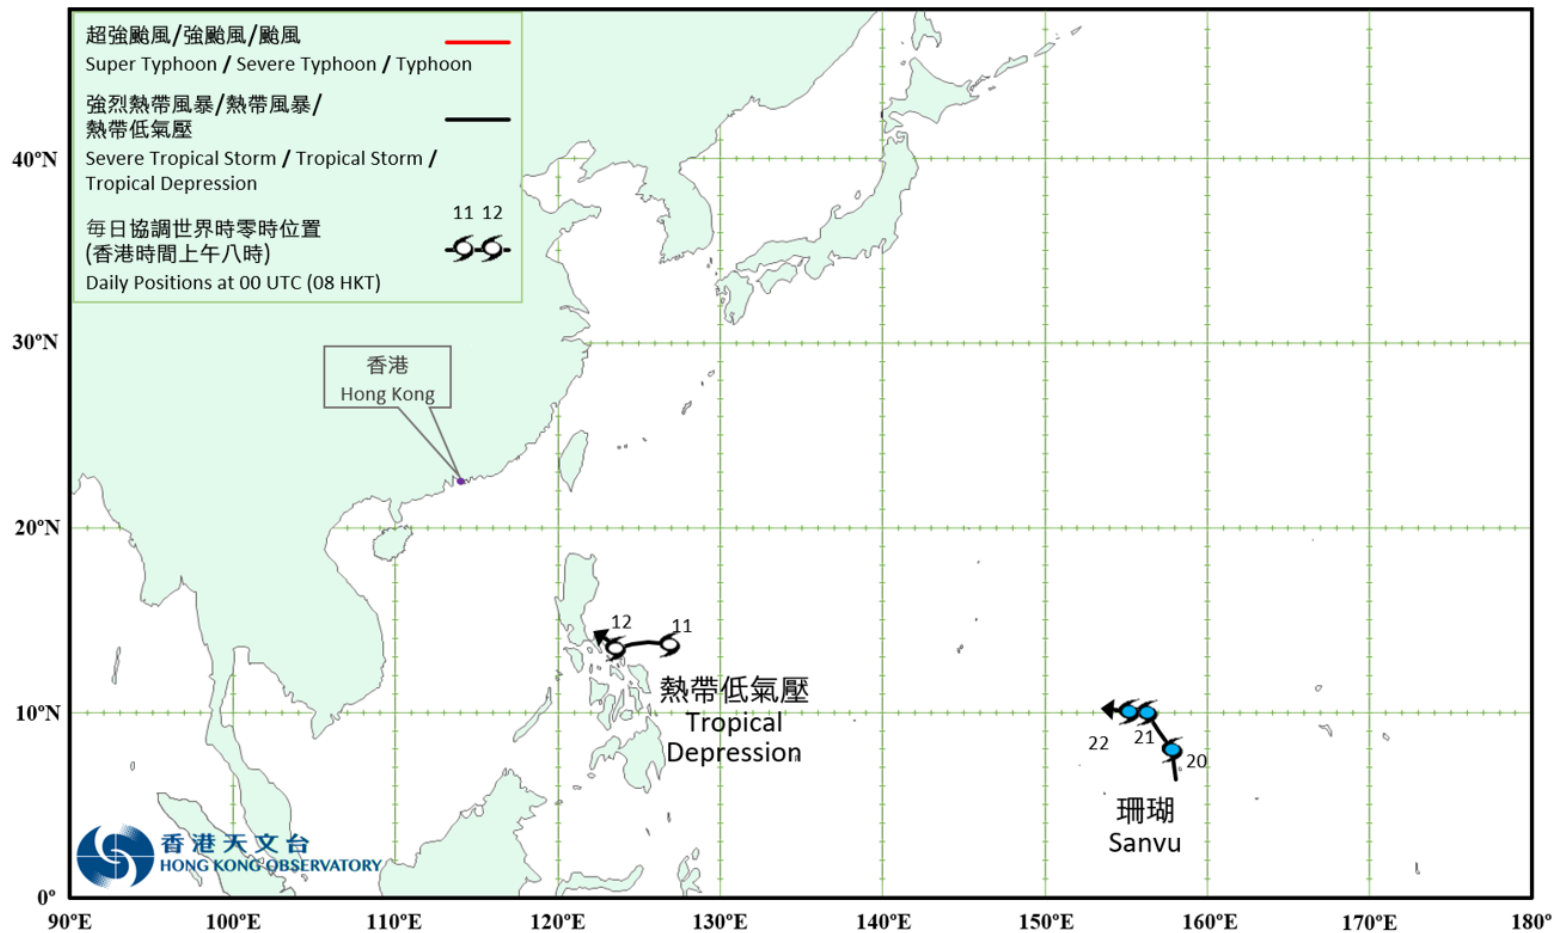 超強颱風/強颱風/颱風
Super Typhoon / Severe Typhoon / Typhoon
強烈熱帶風暴/熱帶風暴/
熱帶低氣壓
Severe Tropical Storm / Tropical Storm /
Tropical Depression
11 12
每日協調世界時零時位置
(香港時間上午八時)
Daily Positions at 00 UTC (08 HKT)
40°N
30°N
20°N
10°N
0°
香港
Hong Kong
12
11
熱帶低氣壓
Tropical
Depression
22
21
20
珊瑚
Sanvu
香港天文台
HONG KONG OBSERVATORY
90°E
100°E
110°E
120°E
130°E
140°E
150°E
160°E
170°E
180°